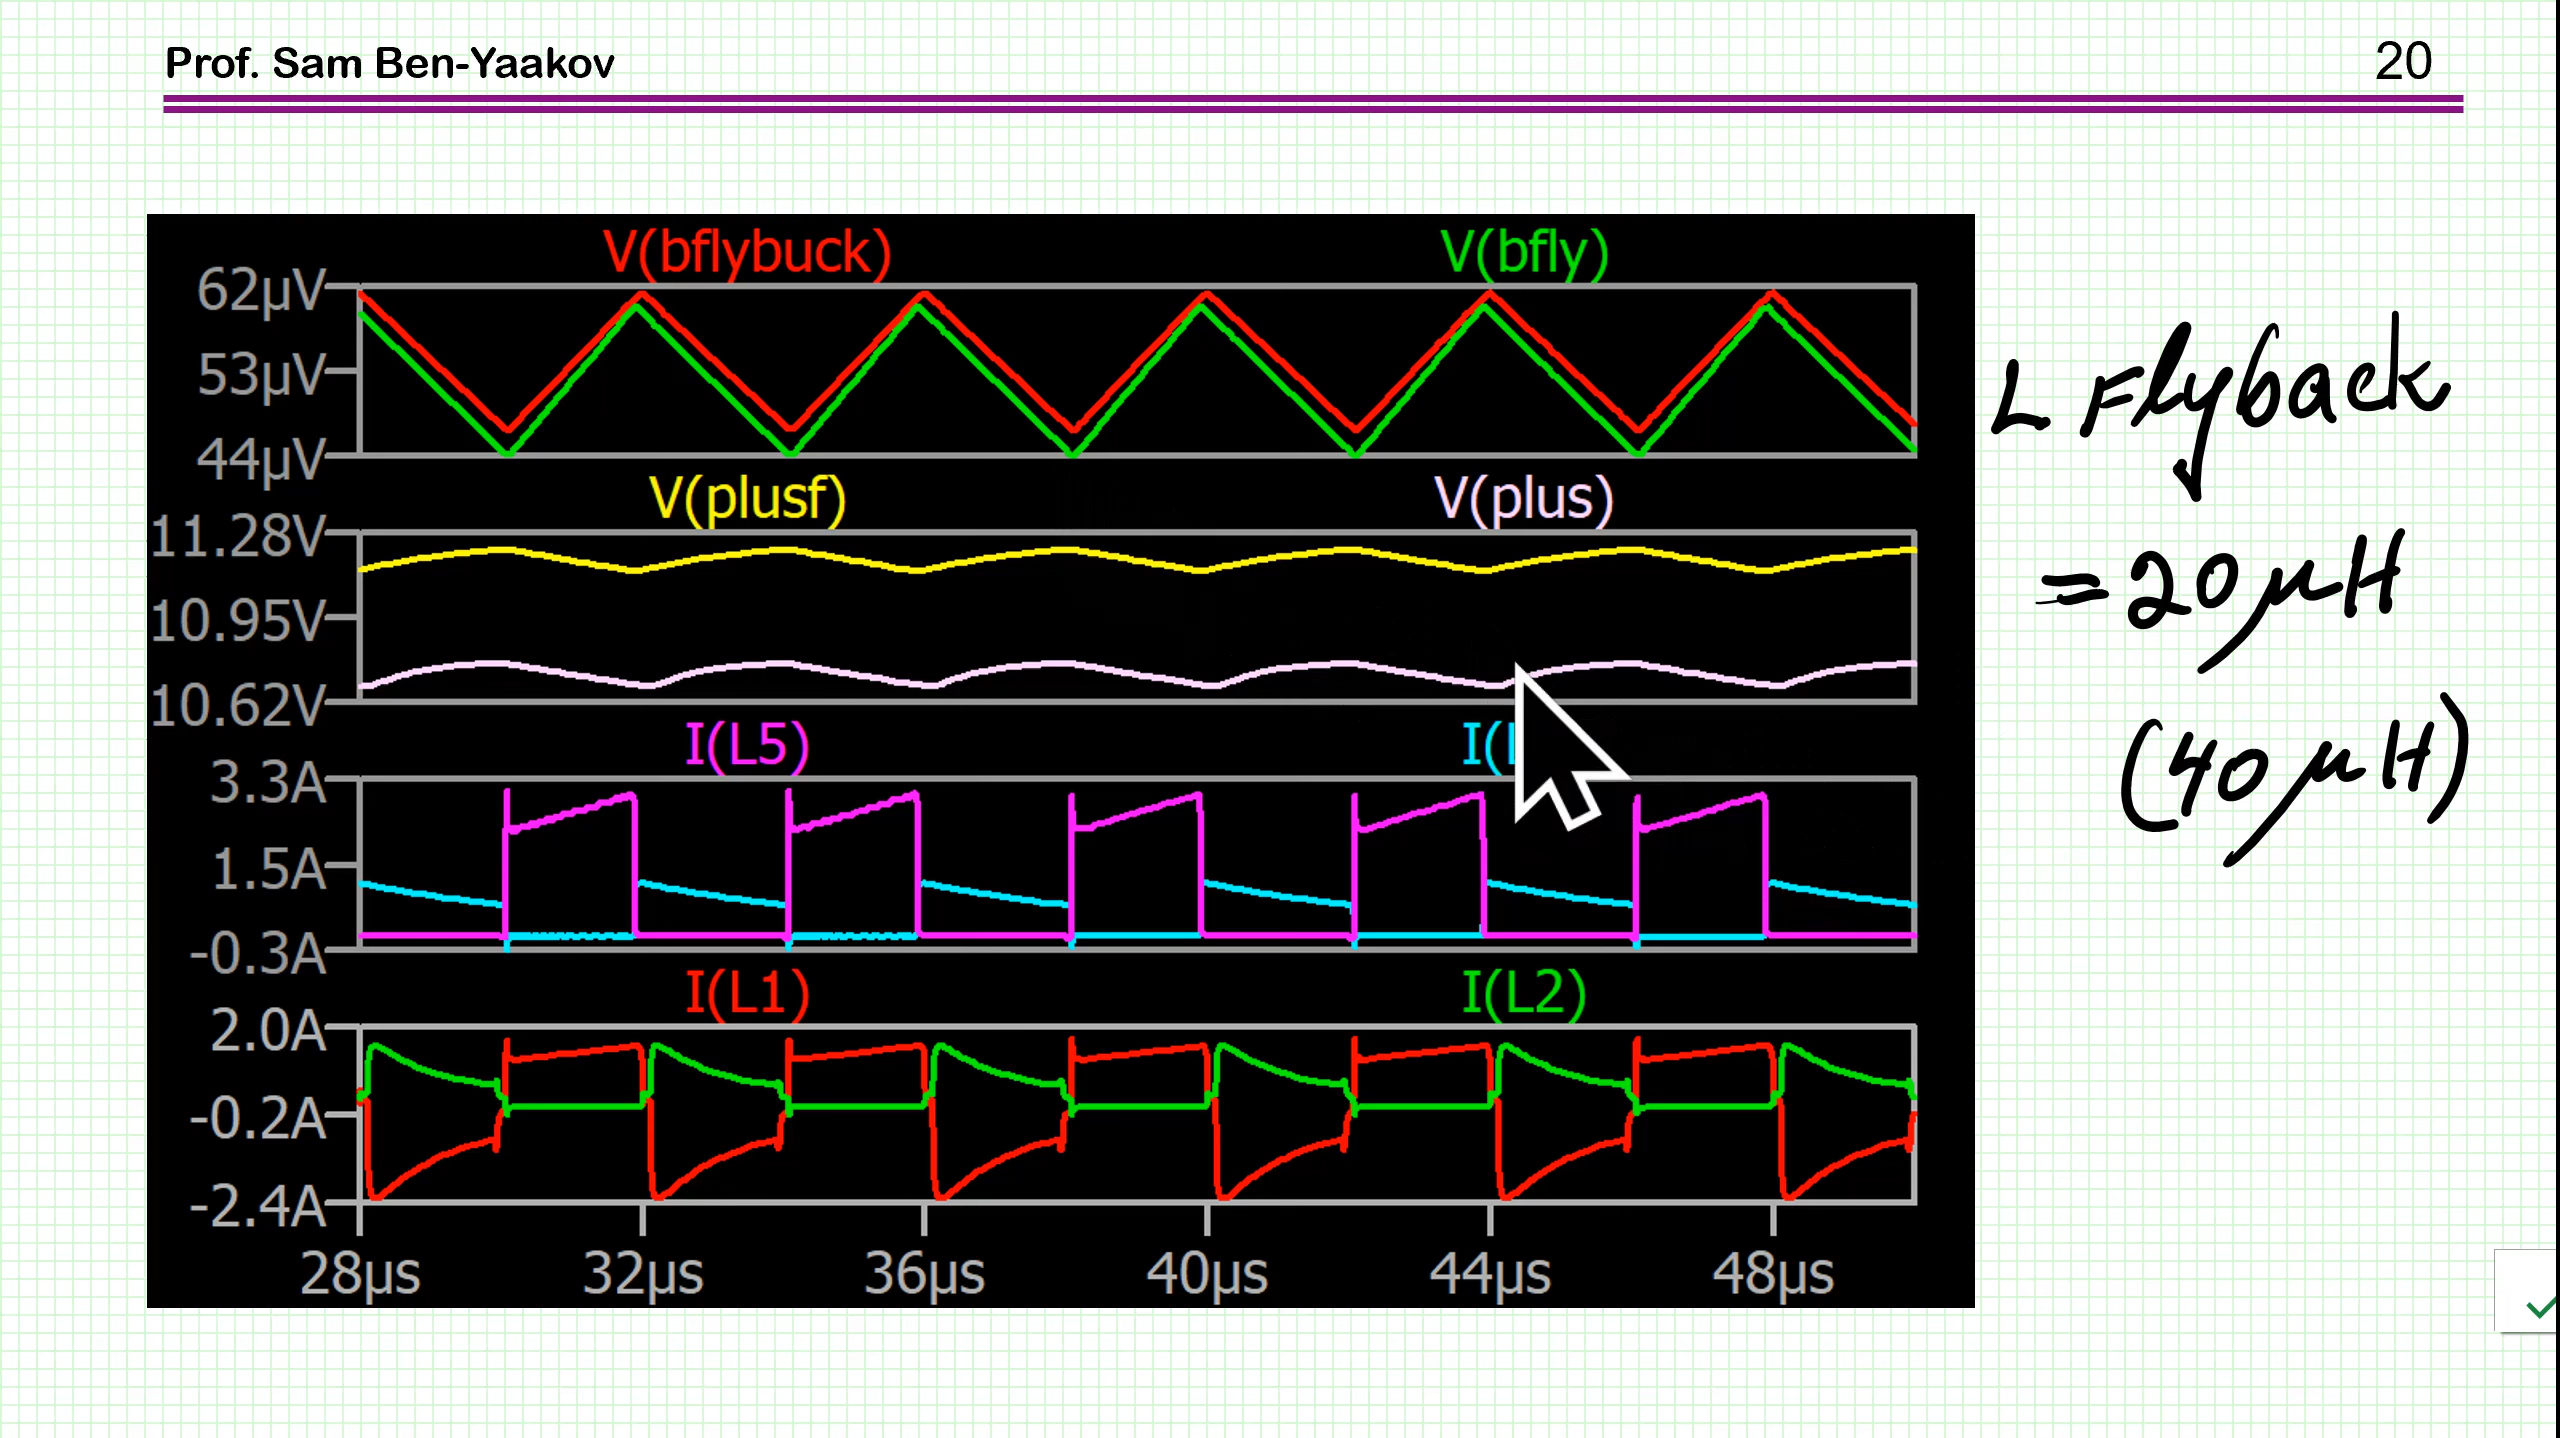 Prof. Sam Ben-Yaakov
20
V(bflybuck) V(bfly)
62µV
53µV
44µV
V(plusf) V(plus)
11.28V
10.95V
10.62V
I(L5)
3.3A
1.5A
-0.3A
I(L1) I(L2)
2.0A
-0.2A
-2.4A
28µs 32µs 36µs 40µs 44µs 48µs
L Flyback
= 20µH
(40µH)